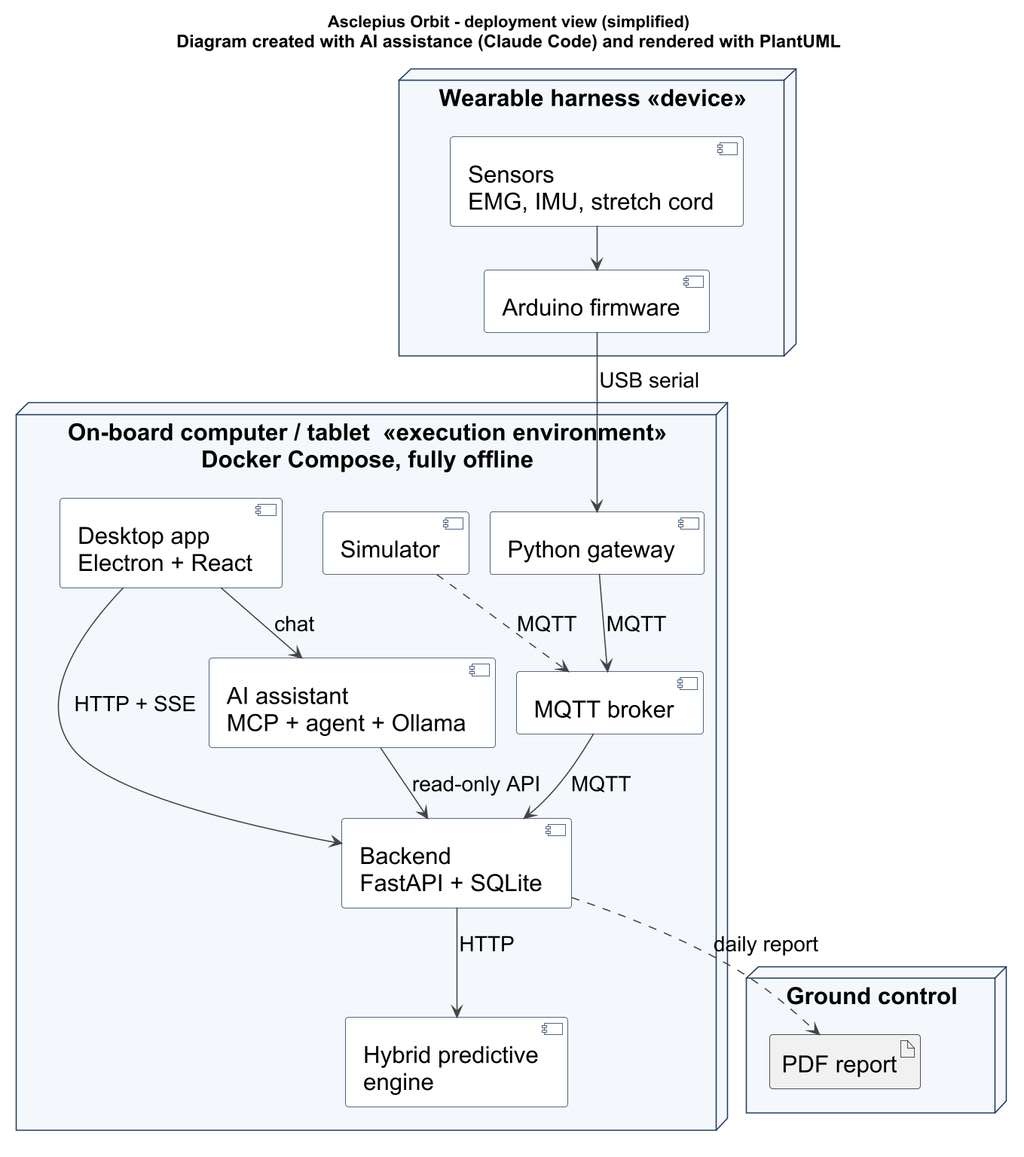 Asclepius Orbit - deployment view (simplified)
Diagram created with AI assistance (Claude Code) and rendered with PlantUML
Wearable harness «device»
Sensors
EMG, IMU, stretch cord
Arduino firmware
USB serial
On-board computer / tablet «execution environment»
Docker Compose, fully offline
Desktop app
Electron + React
Simulator
Python gateway
chat
MQTT
MQTT
HTTP + SSE
AI assistant
MCP + agent + Ollama
MQTT broker
read-only API
MQTT
Backend
FastAPI + SQLite
HTTP
daily report
Ground control
Hybrid predictive
engine
PDF report